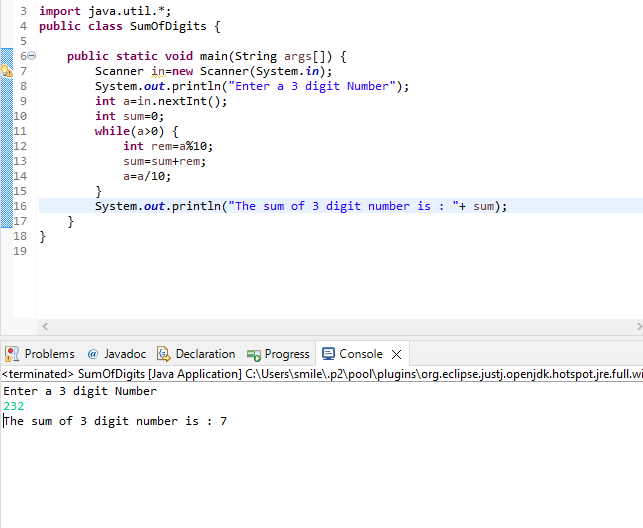 3 import java.util.*;
4 public class SumOfDigits {
5
6 public static void main(String args[]) {
7 Scanner in=new Scanner(System.in);
8 System.out.println("Enter a 3 digit Number");
9 int a=in.nextInt();
10 int sum=0;
11 while(a>0) {
12 int rem=a%10;
13 sum=sum+rem;
14 a=a/10;
15 }
16 System.out.println("The sum of 3 digit number is : "+ sum);
17 }
18 }
19
Problems @ Javadoc Declaration Progress Console
<terminated> SumOfDigits [Java Application] C:\Users\smile\.p2\pool\plugins\org.eclipse.justj.openjdk.hotspot.jre.full.wi
Enter a 3 digit Number
232
The sum of 3 digit number is : 7